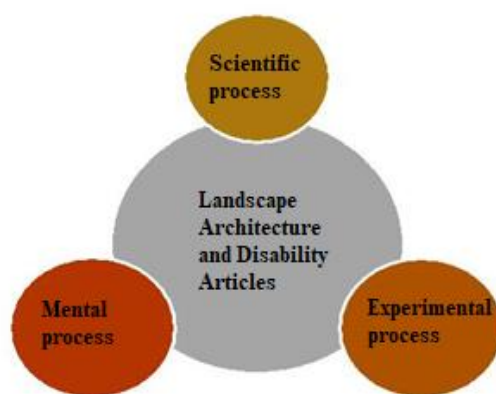 Scientific
process
Landscape
Architecture
and Disability
Articles
Mental
process
Experimental
process